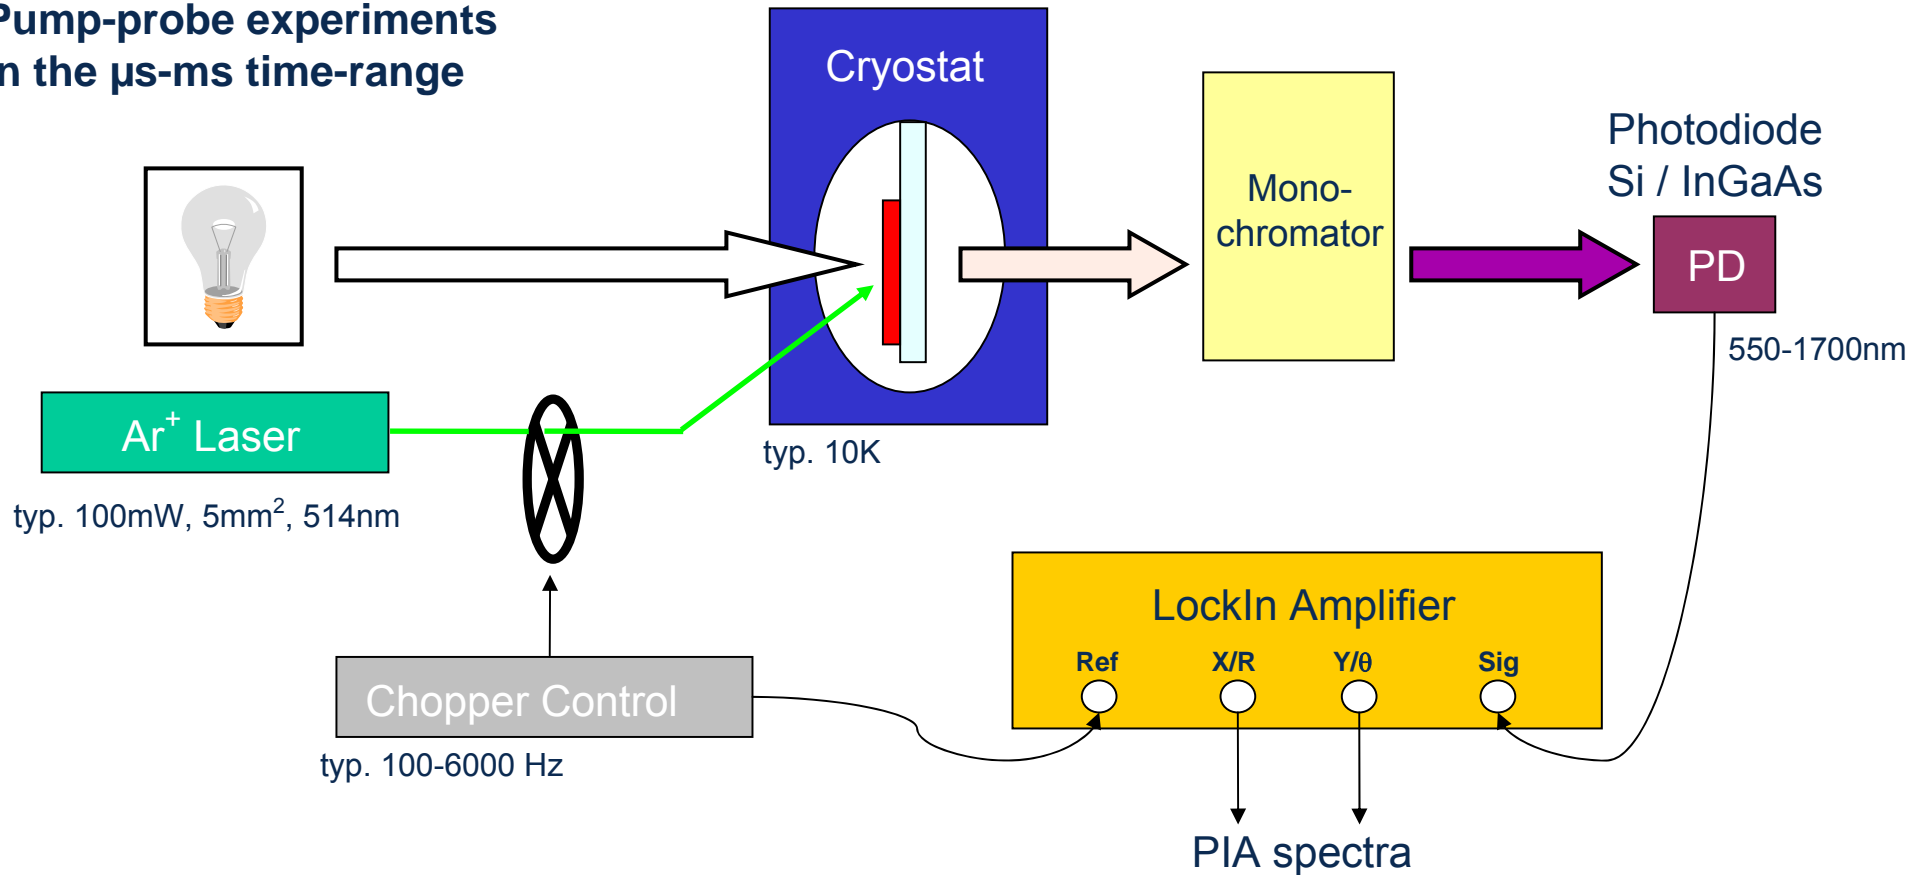 Pump-probe experiments
n the µs-ms time-range
Cryostat
Photodiode
Si / InGaAs
Mono-
chromator
PD
550-1700nm
Ar⁺ Laser
typ. 10K
typ. 100mW, 5mm², 514nm
LockIn Amplifier
Ref X/R Y/θ Sig
Chopper Control
typ. 100-6000 Hz
PIA spectra